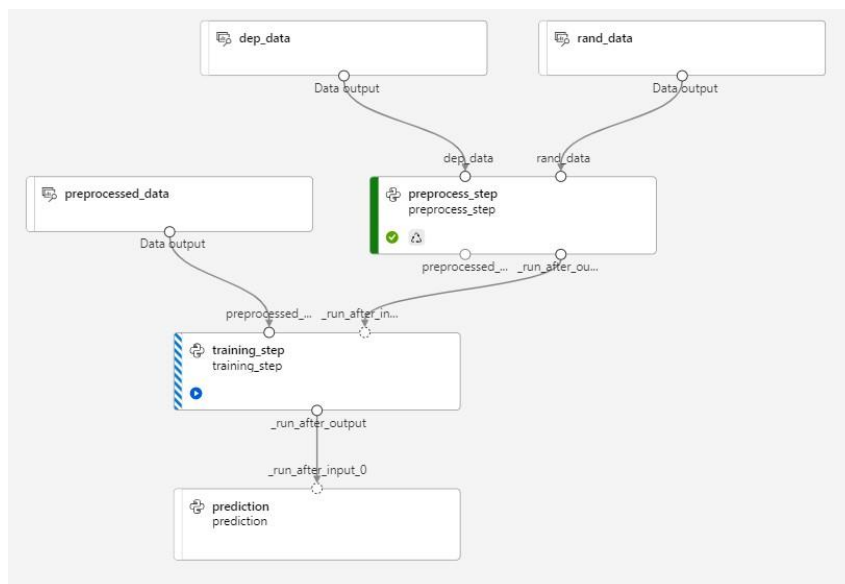 dep_data
rand_data
Data output
Data output
dep_data
rand_data
preprocessed_data
preprocess_step
preprocess_step
Data output
preprocessed_...
_run_after_ou...
preprocessed_...
_run_after_in...
training_step
training_step
_run_after_output
_run_after_input_0
prediction
prediction